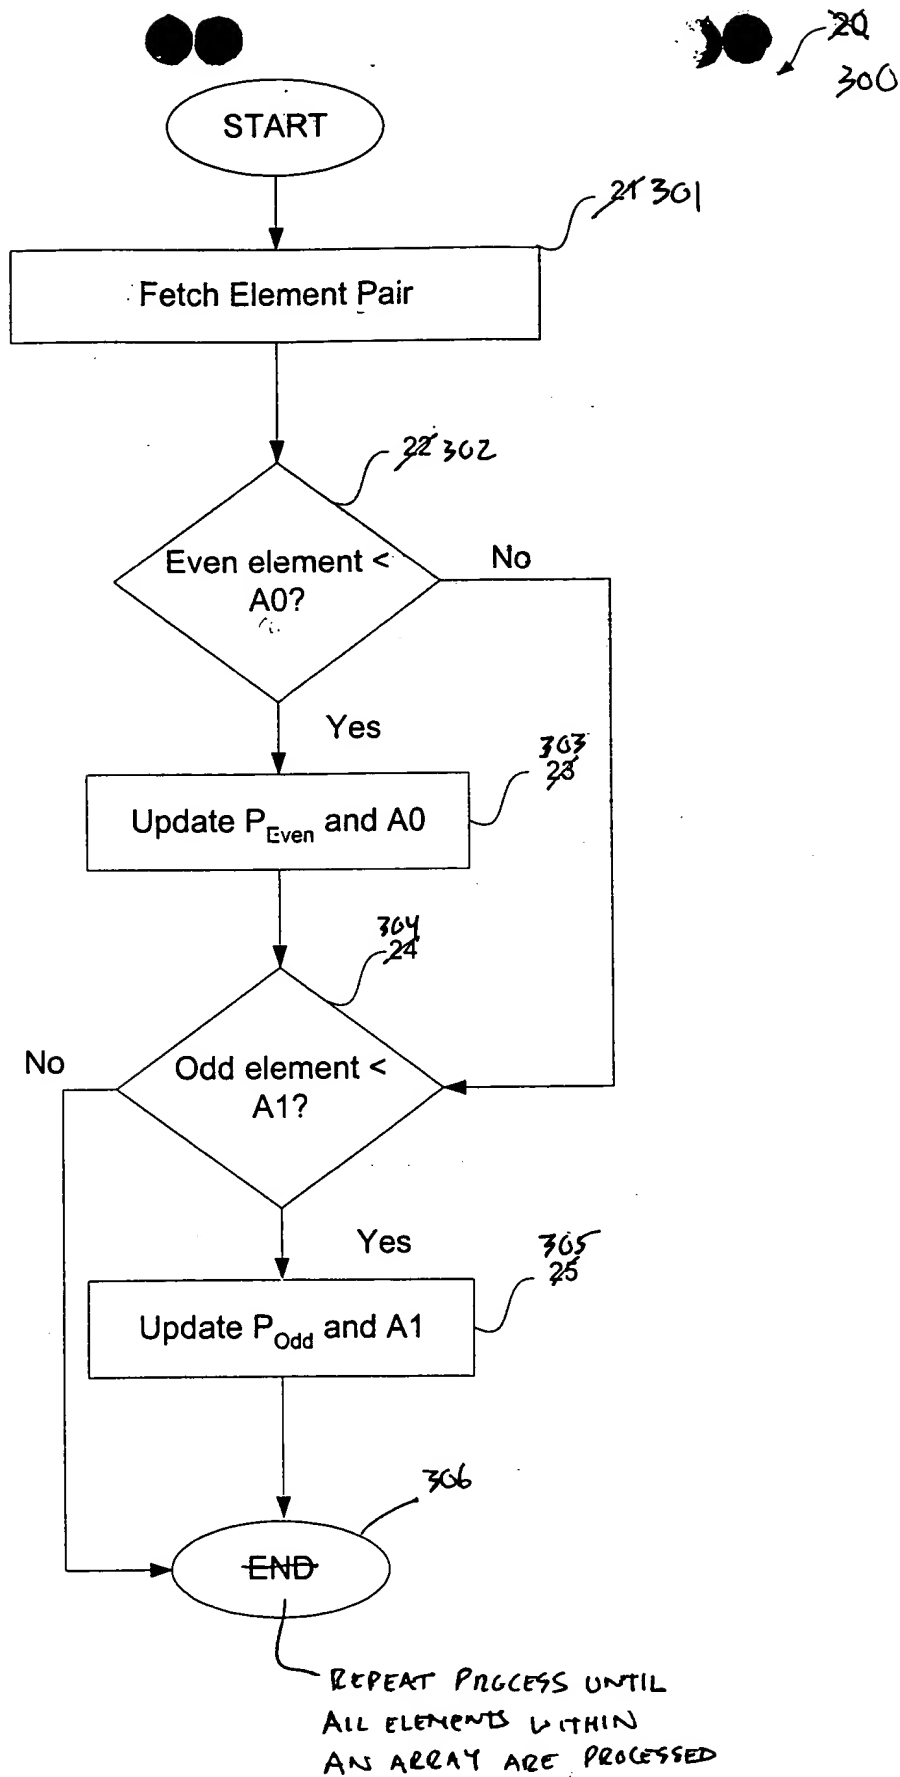 20
300
START
21 301
Fetch Element Pair
22 302
Even element <
A0?
No
Yes
303
23
Update P_Even and A0
304
24
No
Odd element <
A1?
Yes
305
25
Update P_Odd and A1
306
END
REPEAT PROCESS UNTIL
ALL ELEMENTS WITHIN
AN ARRAY ARE PROCESSED